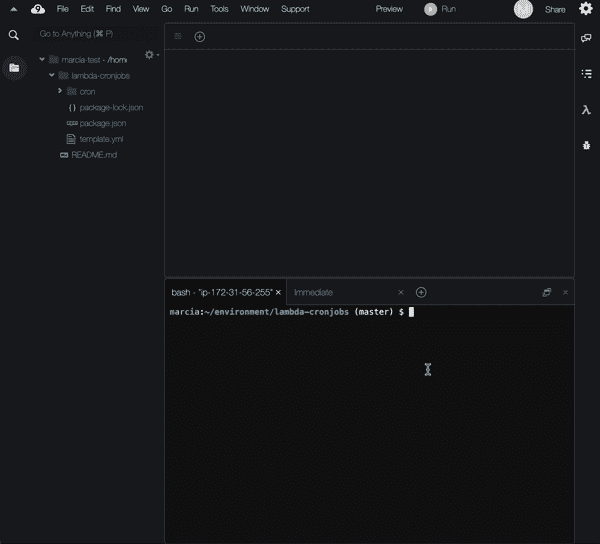 9 File Edit Find View Go Run Tools Window Support Preview Run Share
Go to Anything (⌘ P)
marcia-test - /hom
lambda-cronjobs
cron
package-lock.json
package.json
template.yml
README.md
bash - "ip-172-31-56-255" × Immediate ×
marcia:~/environment/lambda-cronjobs (master) $